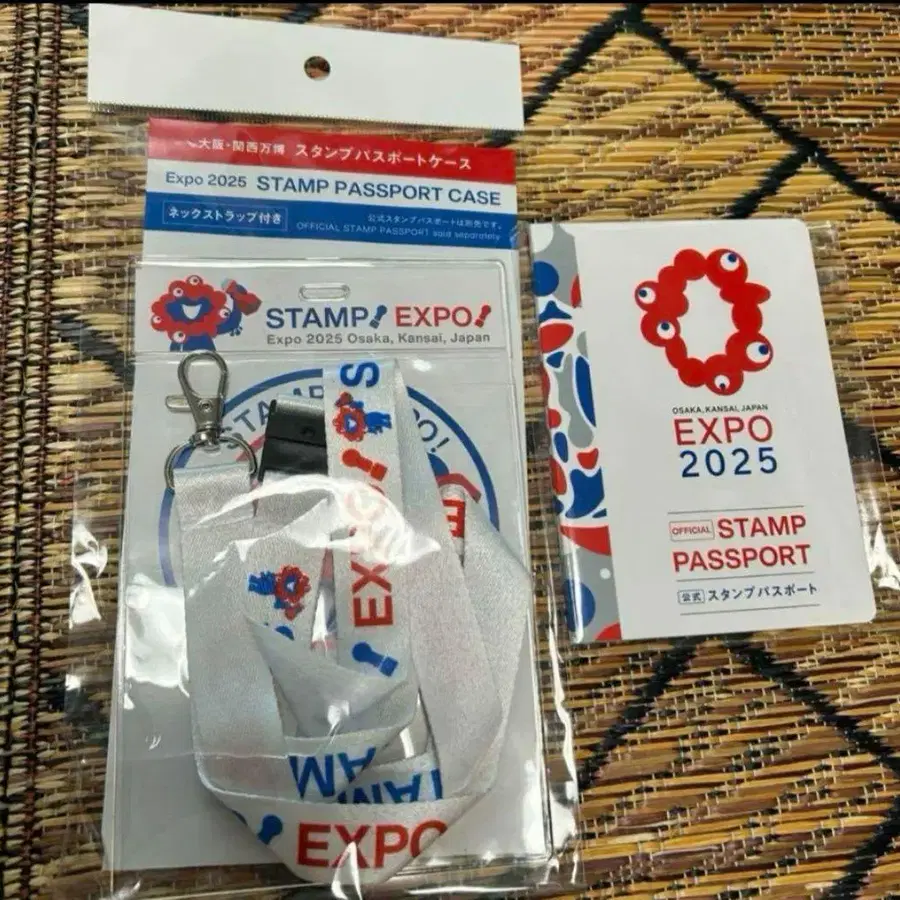 大阪・関西万博 スタンプパスポートケース
Expo 2025 STAMP PASSPORT CASE
ネックストラップ付き
公式スタンプパスポートは別売です。
OFFICIAL STAMP PASSPORT sold separately
STAMP! EXPO!
Expo 2025 Osaka, Kansai, Japan
STAMP
O!
S
EXPO!
AM
TAM
! EXPO
OSAKA, KANSAI, JAPAN
EXPO
2025
OFFICIAL STAMP
PASSPORT
公式 スタンプパスポート